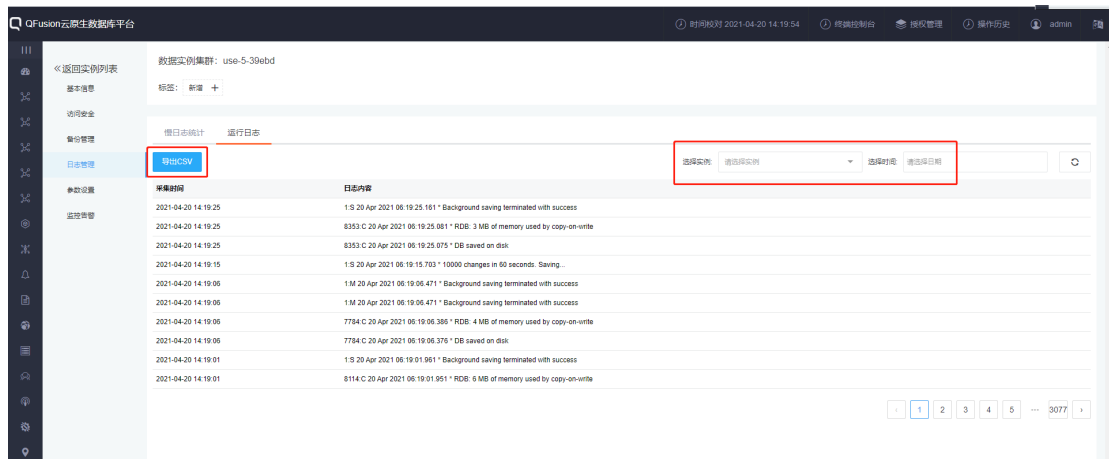 QFusion云原生数据库平台
时间校对 2021-04-20 14:19:54 终端控制台 授权管理 操作历史 admin
返回实例列表
基本信息
访问安全
备份管理
日志管理
参数设置
监控告警
数据实例集群：use-5-39ebd
标签： 新增 +
慢日志统计 运行日志
导出CSV 选择实例: 请选择实例 选择时间: 请选择日期
采集时间 日志内容
2021-04-20 14:19:25 1:S 20 Apr 2021 06:19:25.161 * Background saving terminated with success
2021-04-20 14:19:25 8353:C 20 Apr 2021 06:19:25.081 * RDB: 3 MB of memory used by copy-on-write
2021-04-20 14:19:25 8353:C 20 Apr 2021 06:19:25.075 * DB saved on disk
2021-04-20 14:19:15 1:S 20 Apr 2021 06:19:15.703 * 10000 changes in 60 seconds. Saving...
2021-04-20 14:19:06 1:M 20 Apr 2021 06:19:06.471 * Background saving terminated with success
2021-04-20 14:19:06 1:M 20 Apr 2021 06:19:06.471 * Background saving terminated with success
2021-04-20 14:19:06 7784:C 20 Apr 2021 06:19:06.386 * RDB: 4 MB of memory used by copy-on-write
2021-04-20 14:19:06 7784:C 20 Apr 2021 06:19:06.376 * DB saved on disk
2021-04-20 14:19:01 1:S 20 Apr 2021 06:19:01.961 * Background saving terminated with success
2021-04-20 14:19:01 8114:C 20 Apr 2021 06:19:01.951 * RDB: 6 MB of memory used by copy-on-write
1 2 3 4 5 ··· 3077